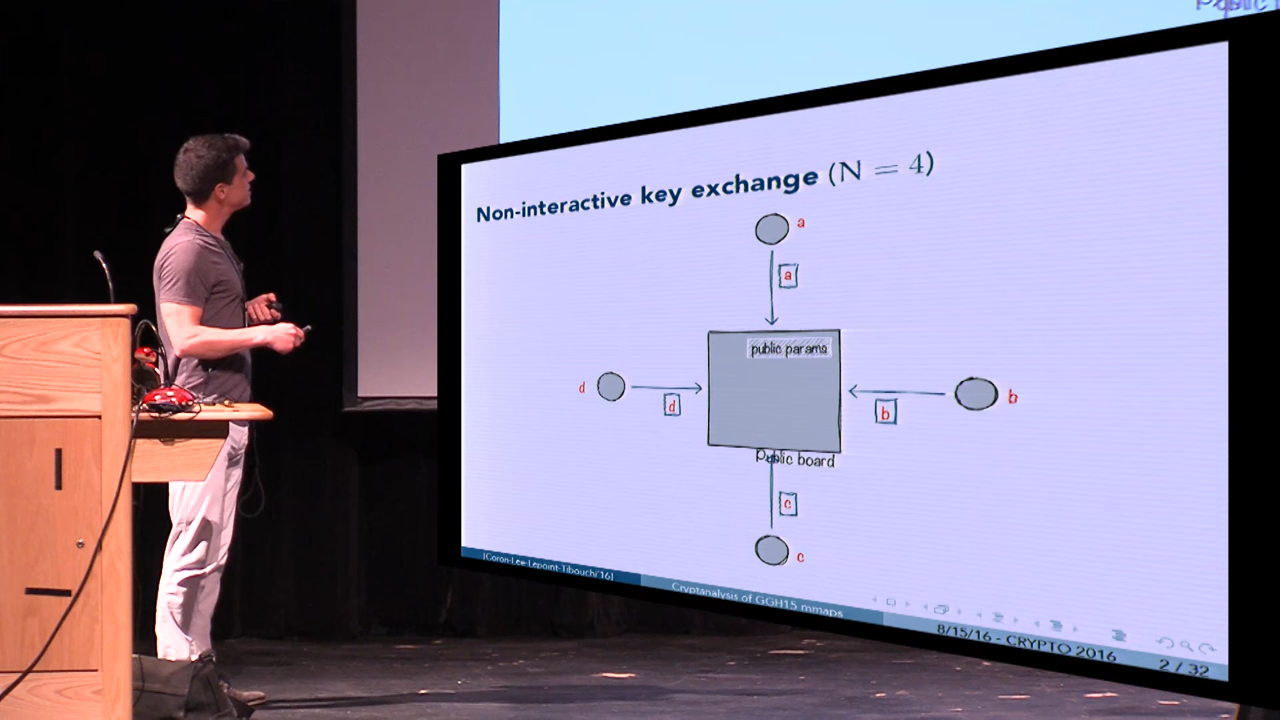 Public
Non-interactive key exchange (N = 4)
a
a
public params
d
d
b
b
Public board
c
c
[Coron-Lee-Lepoint-Tibouchi'16]
Cryptanalysis of GGH15 mmaps
8/15/16 - CRYPTO 2016
2 / 32